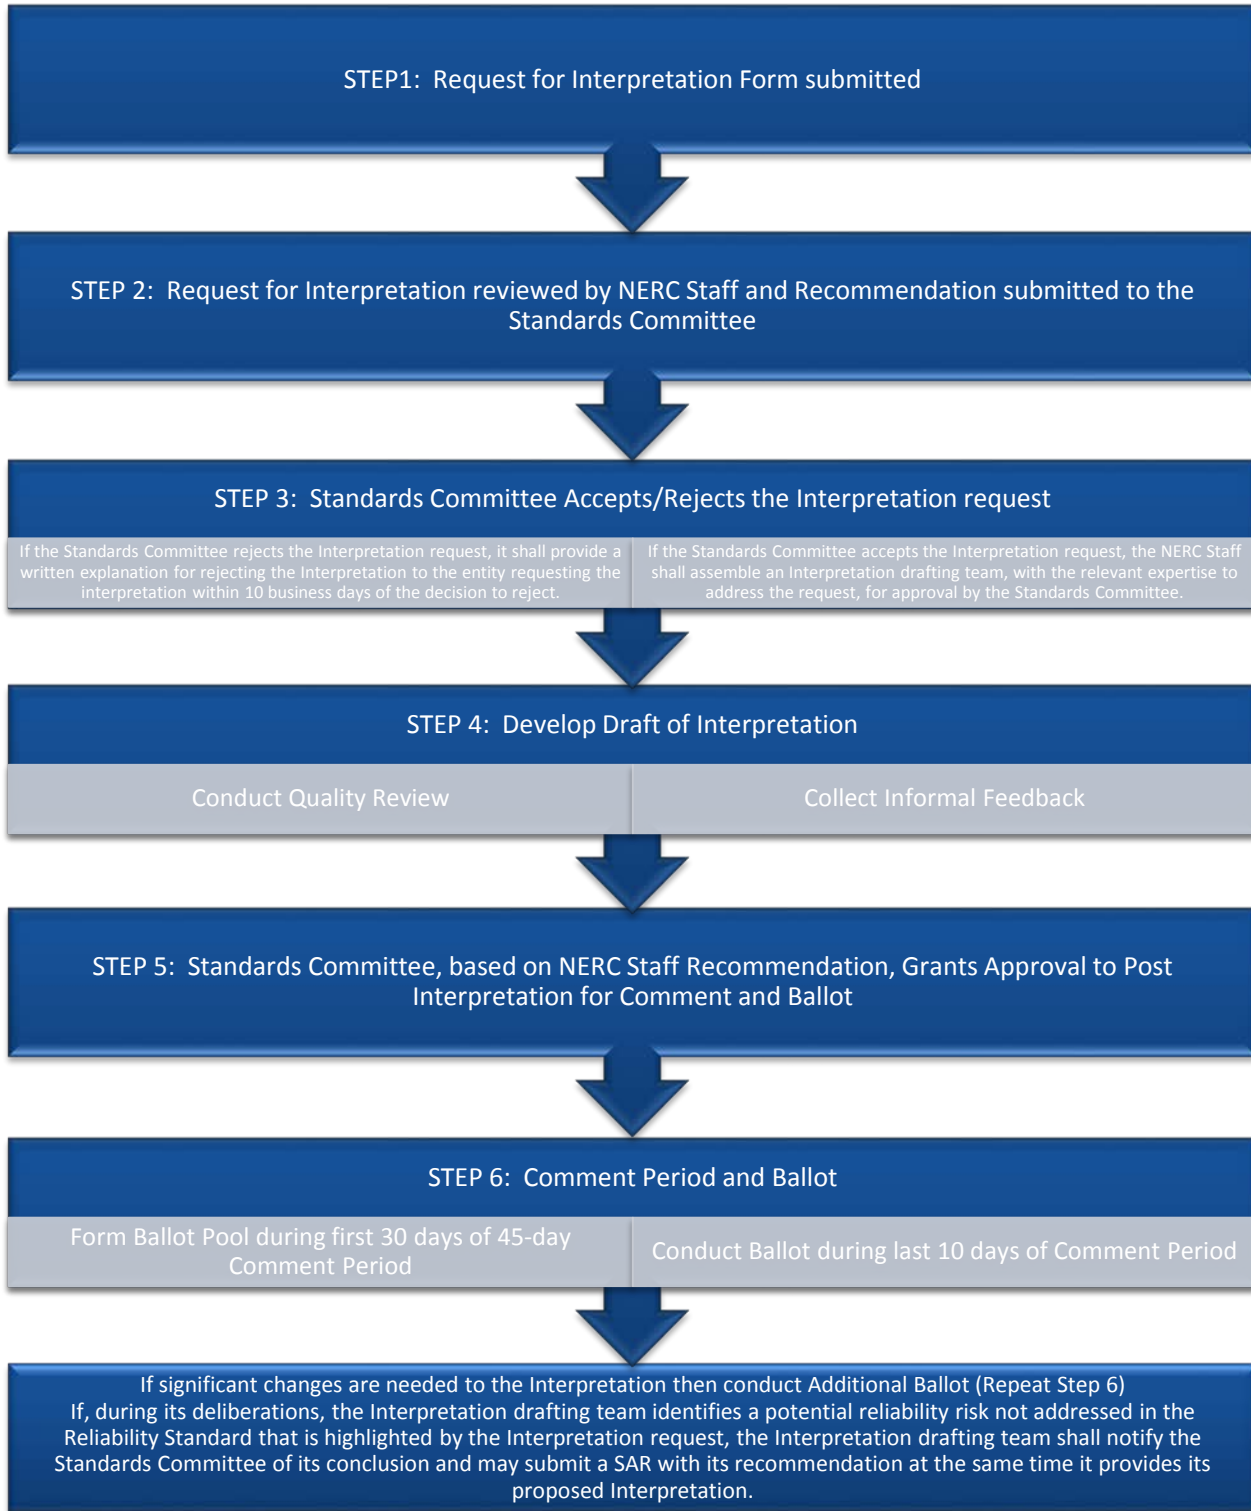 STEP1:  Request for Interpretation Form submitted
STEP 2:  Request for Interpretation reviewed by NERC Staff and Recommendation submitted to the
Standards Committee
STEP 3:  Standards Committee Accepts/Rejects the Interpretation request
If the Standards Committee rejects the Interpretation request, it shall provide a
written explanation for rejecting the Interpretation to the entity requesting the
interpretation within 10 business days of the decision to reject.
If the Standards Committee accepts the Interpretation request, the NERC Staff
shall assemble an Interpretation drafting team, with the relevant expertise to
address the request, for approval by the Standards Committee.
STEP 4:  Develop Draft of Interpretation
Conduct Quality Review
Collect Informal Feedback
STEP 5:  Standards Committee, based on NERC Staff Recommendation, Grants Approval to Post
Interpretation for Comment and Ballot
STEP 6:  Comment Period and Ballot
Form Ballot Pool during first 30 days of 45-day
Comment Period
Conduct Ballot during last 10 days of Comment Period
If significant changes are needed to the Interpretation then conduct Additional Ballot (Repeat Step 6)
If, during its deliberations, the Interpretation drafting team identifies a potential reliability risk not addressed in the
Reliability Standard that is highlighted by the Interpretation request, the Interpretation drafting team shall notify the
Standards Committee of its conclusion and may submit a SAR with its recommendation at the same time it provides its
proposed Interpretation.